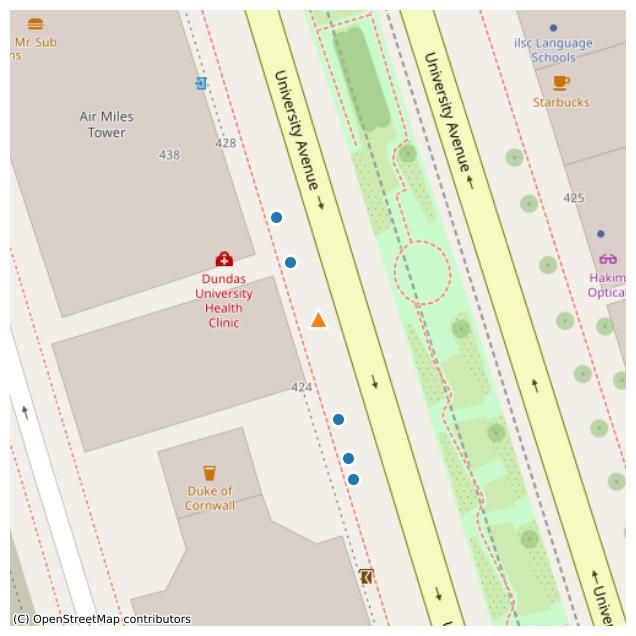 Mr. Sub
ns
ilsc Language
Schools
Starbucks
University Avenue
University Avenue
Air Miles
Tower
438
428
425
Dundas
University
Health
Clinic
Hakim
Optical
424
Duke of
Cornwall
Unive
(C) OpenStreetMap contributors